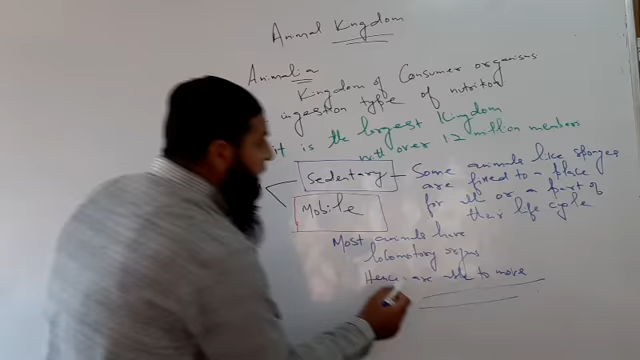 Animal Kingdom
Animalia
Kingdom of Consumer organisms
ingestion type of nutrition
it is the largest Kingdom
with over 12 million members
Sedentary - Some animals like sponges
are fixed to a place
for all or a part of
their life cycle
Mobile
Most animals have
locomotory organs
Hence are able to move